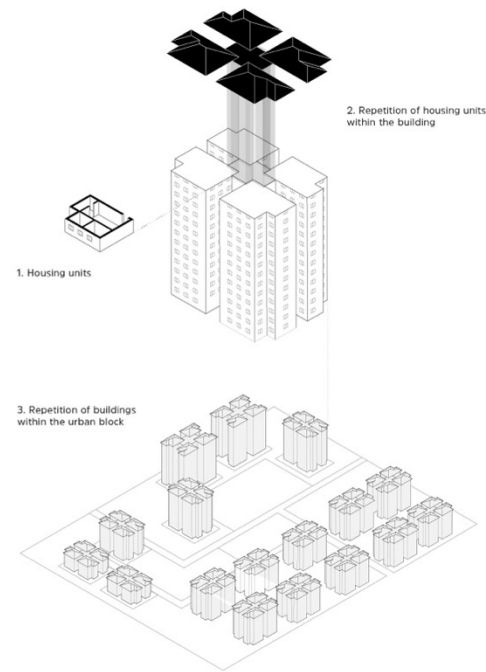 2. Repetition of housing units
within the building
1. Housing units
3. Repetition of buildings
within the urban block